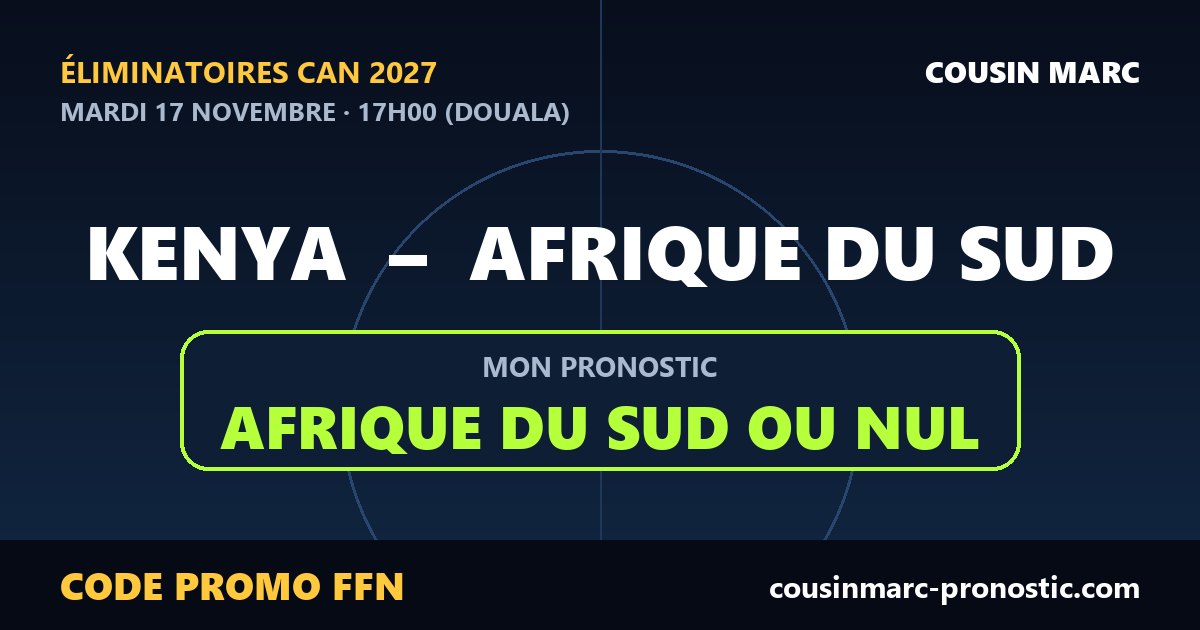 ÉLIMINATOIRES CAN 2027
COUSIN MARC
MARDI 17 NOVEMBRE · 17H00 (DOUALA)
KENYA – AFRIQUE DU SUD
MON PRONOSTIC
AFRIQUE DU SUD OU NUL
CODE PROMO FFN
cousinmarc-pronostic.com